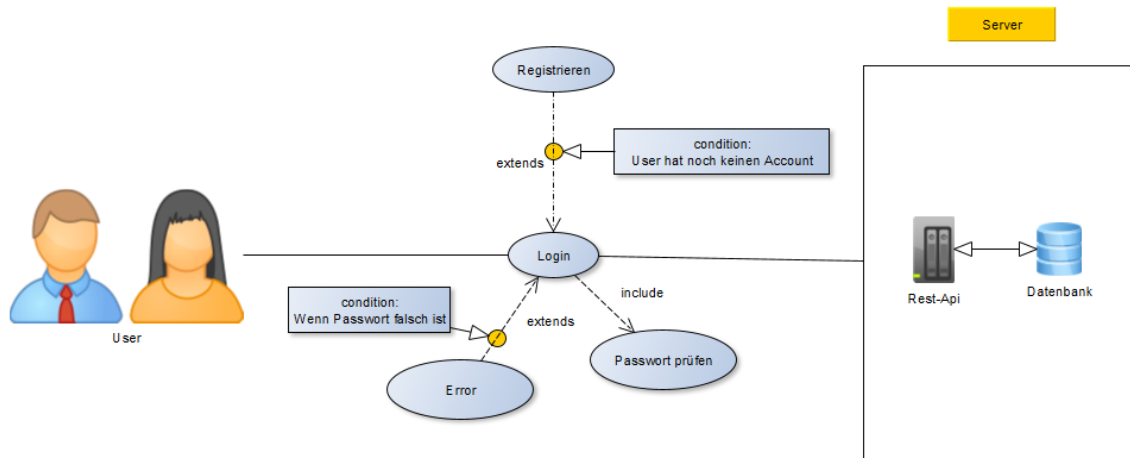 Server
Registrieren
condition:
User hat noch keinen Account
extends
Login
Rest-Api
Datenbank
include
condition:
Wenn Passwort falsch ist
extends
User
Passwort prüfen
Error